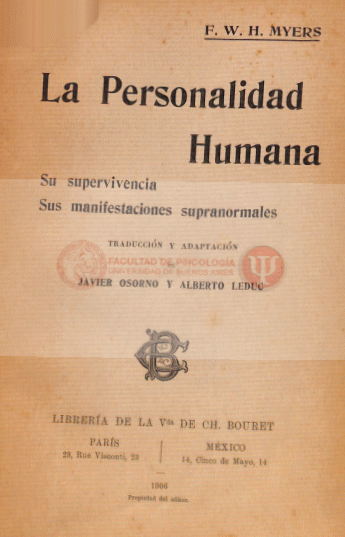 F. W. H. MYERS
La Personalidad
Humana
Su supervivencia
Sus manifestaciones supranormales
TRADUCCIÓN Y ADAPTACIÓN
FACULTAD DE PSICOLOGÍA
UNIVERSIDAD DE BUENOS AIRES
JAVIER OSORNO Y ALBERTO LEDUC
LIBRERÍA DE LA Vda DE CH. BOURET
PARÍS
23, Rue Visconti, 23
MÉXICO
14, Cinco de Mayo, 14
1906
Propiedad del editor.